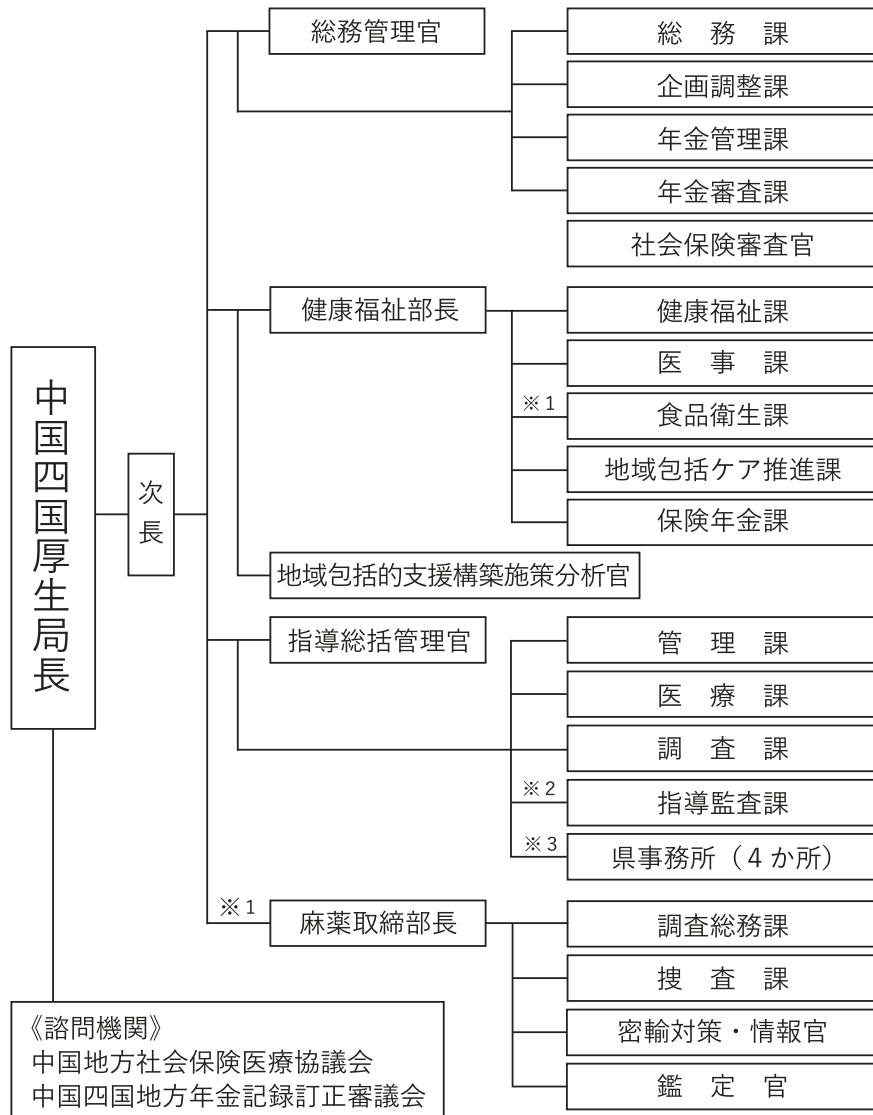 中国四国厚生局長
次長
総務管理官
総務課
企画調整課
年金管理課
年金審査課
社会保険審査官
健康福祉部長
健康福祉課
医事課
※1
食品衛生課
地域包括ケア推進課
保険年金課
地域包括的支援構築施策分析官
指導総括管理官
管理課
医療課
調査課
※2
指導監査課
※3
県事務所（4か所）
※1
麻薬取締部長
調査総務課
捜査課
密輸対策・情報官
鑑定官
《諮問機関》
中国地方社会保険医療協議会
中国四国地方年金記録訂正審議会